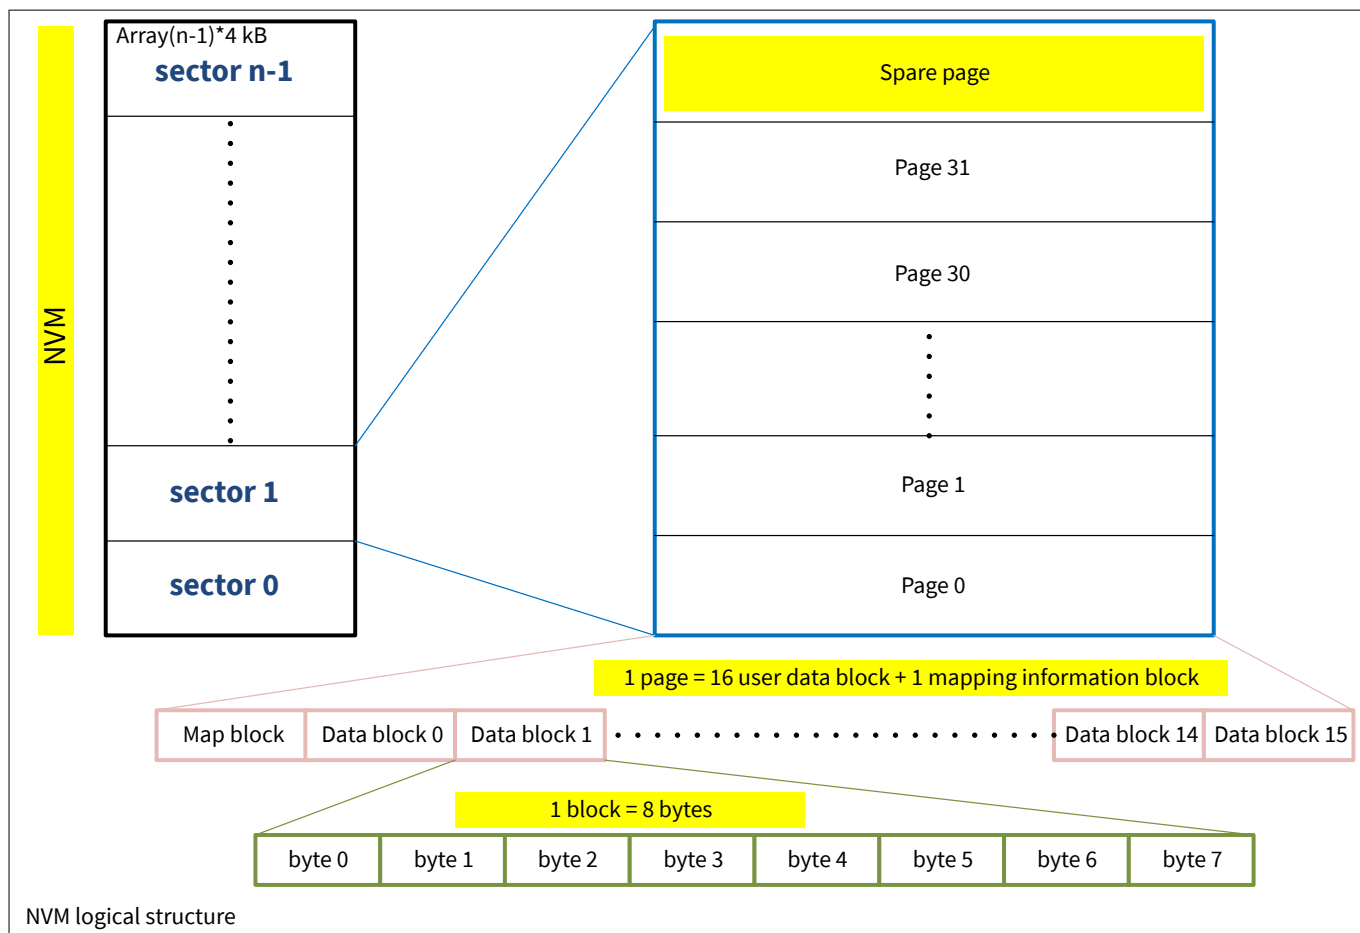 Array(n-1)*4 kB
sector n-1
sector 1
sector 0
NVM
Spare page
Page 31
Page 30
Page 1
Page 0
1 page = 16 user data block + 1 mapping information block
Map block
Data block 0
Data block 1
Data block 14
Data block 15
1 block = 8 bytes
byte 0
byte 1
byte 2
byte 3
byte 4
byte 5
byte 6
byte 7
NVM logical structure